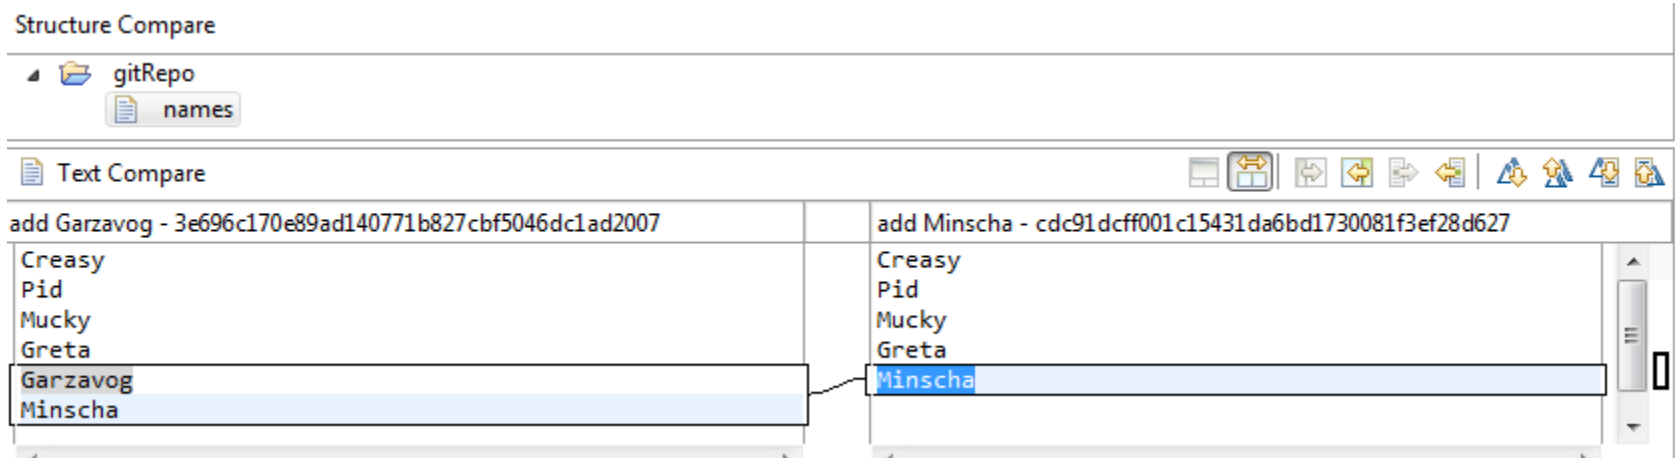 Structure Compare
gitRepo
names
Text Compare
add Garzavog - 3e696c170e89ad140771b827cbf5046dc1ad2007
add Minscha - cdc91dcff001c15431da6bd1730081f3ef28d627
Creasy
Pid
Mucky
Greta
Garzavog
Minscha
Creasy
Pid
Mucky
Greta
Minscha